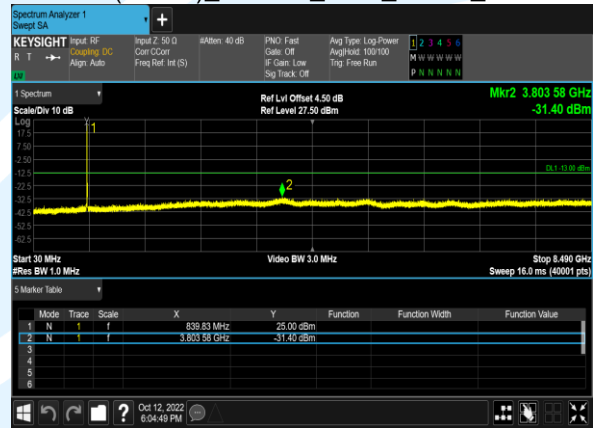 Spectrum Analyzer 1
Swept SA
+
KEYSIGHT Input: RF Input Z: 50 Ω #Atten: 40 dB PNO: Fast Avg Type: Log-Power 1 2 3 4 5 6
R T Coupling: DC Corr CCorr Gate: Off Avg|Hold: 100/100 M W W W W W
Align: Auto Freq Ref: Int (S) IF Gain: Low Trig: Free Run
LU Sig Track: Off P N N N N N
1 Spectrum Ref Lvl Offset 4.50 dB Mkr2 3.803 58 GHz
Scale/Div 10 dB Ref Level 27.50 dBm -31.40 dBm
Log
1
17.5
7.50
-2.50
-12.5 DL1 -13.00 dBm
-22.5 2
-32.5
-42.5
-52.5
-62.5
Start 30 MHz Video BW 3.0 MHz Stop 8.490 GHz
#Res BW 1.0 MHz Sweep 16.0 ms (40001 pts)
5 Marker Table
Mode Trace Scale X Y Function Function Width Function Value
1 N 1 f 839.83 MHz 25.00 dBm
2 N 1 f 3.803 58 GHz -31.40 dBm
3
4
5
6
? Oct 12, 2022
6:04:49 PM